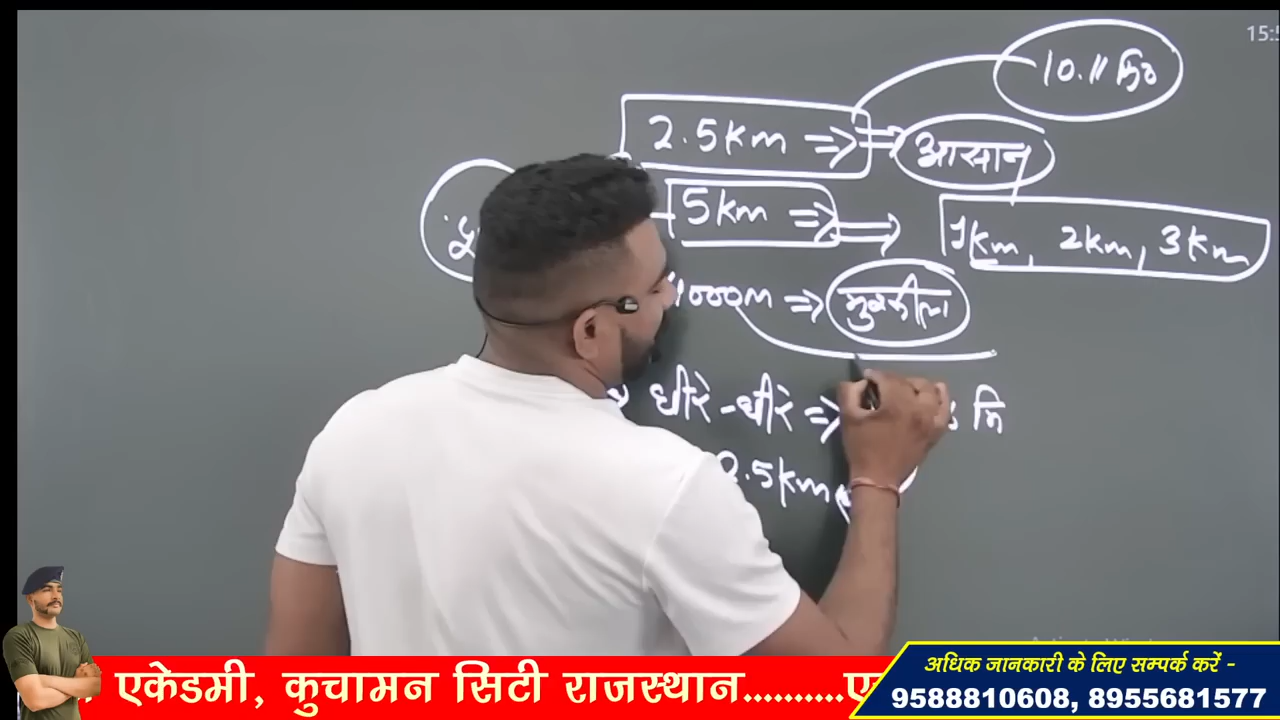 15:5
10.11 मि०
2.5km ⇒ ⇒ आसान
5km ⇒ ⇒ 1km, 2km, 3km
1000m ⇒ मुश्कील
धीरे-धीरे ⇒ मि
2.5km
एकेडमी, कुचामन सिटी राजस्थान.........ए
अधिक जानकारी के लिए सम्पर्क करें -
9588810608, 8955681577